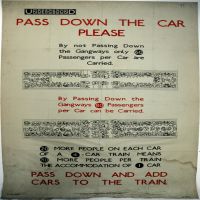 UNDERGROUND
PASS DOWN THE CAR
PLEASE
By not Passing Down
the Gangways only
Passengers per Car are
Carried.
By Passing Down
the Gangways
Passengers
per Car can be Carried.
20 MORE PEOPLE ON EACH CAR
OF A
CAR TRAIN MEANS
MORE PEOPLE PER TRAIN
THE ACCOMMODATION OF
CAR
PASS DOWN AND ADD
CARS TO THE TRAIN.